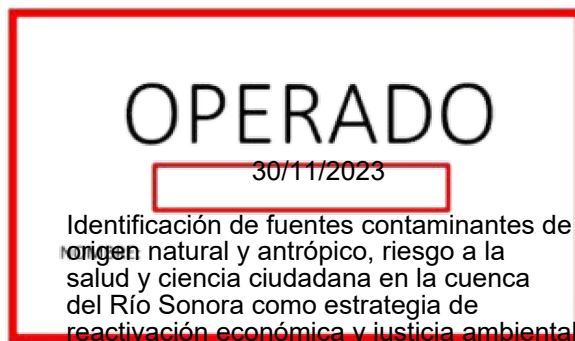 OPERADO
30/11/2023
Identificación de fuentes contaminantes de
origen natural y antrópico, riesgo a la
salud y ciencia ciudadana en la cuenca
del Río Sonora como estrategia de
reactivación económica y justicia ambiental